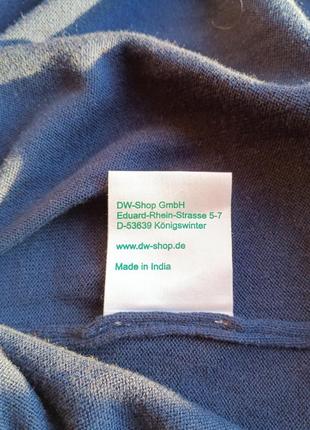 DW-Shop GmbH
Eduard-Rhein-Strasse 5-7
D-53639 Königswinter
www.dw-shop.de
Made in India